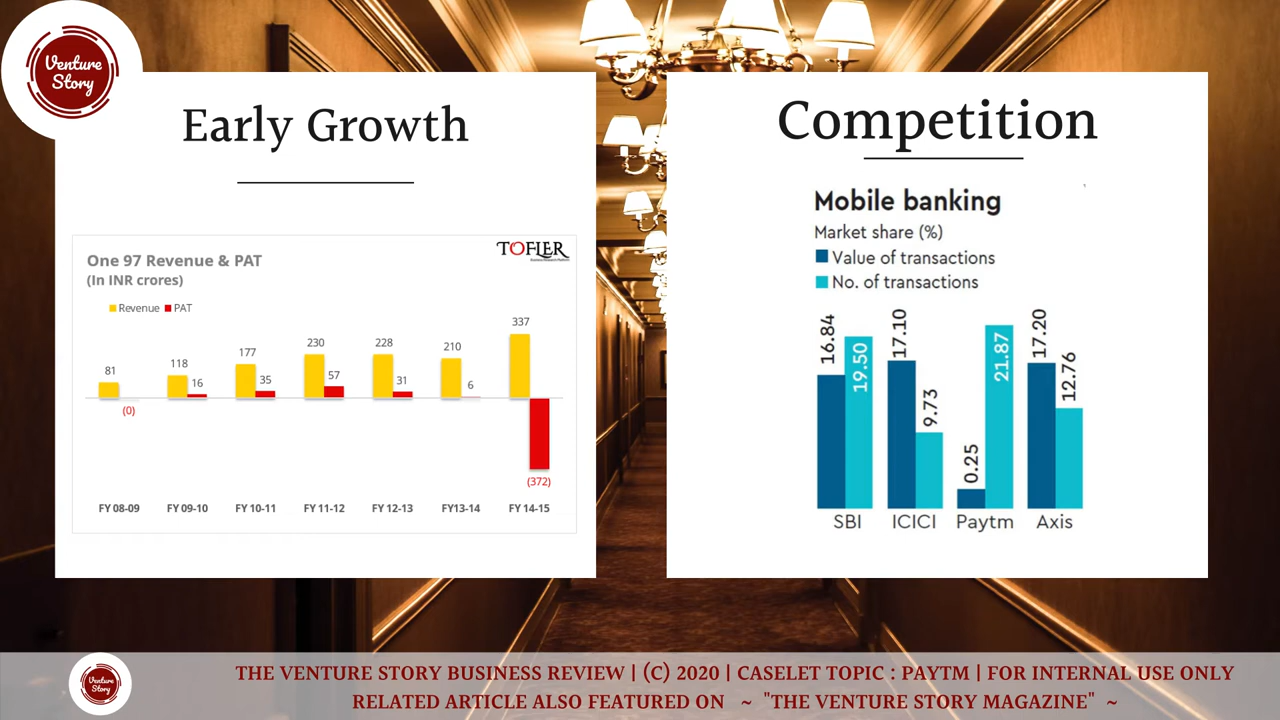 Venture
Story
Early Growth
TOFLER
One 97 Revenue & PAT
(In INR crores)
Revenue PAT
81
(0)
118
16
177
35
230
57
228
31
210
6
337
(372)
FY 08-09 FY 09-10 FY 10-11 FY 11-12 FY 12-13 FY13-14 FY 14-15
Competition
Mobile banking
Market share (%)
Value of transactions
No. of transactions
16.84
19.50
17.10
9.73
0.25
21.87
17.20
12.76
SBI ICICI Paytm Axis
Venture
Story
THE VENTURE STORY BUSINESS REVIEW | (C) 2020 | CASELET TOPIC : PAYTM | FOR INTERNAL USE ONLY
RELATED ARTICLE ALSO FEATURED ON ~ "THE VENTURE STORY MAGAZINE" ~